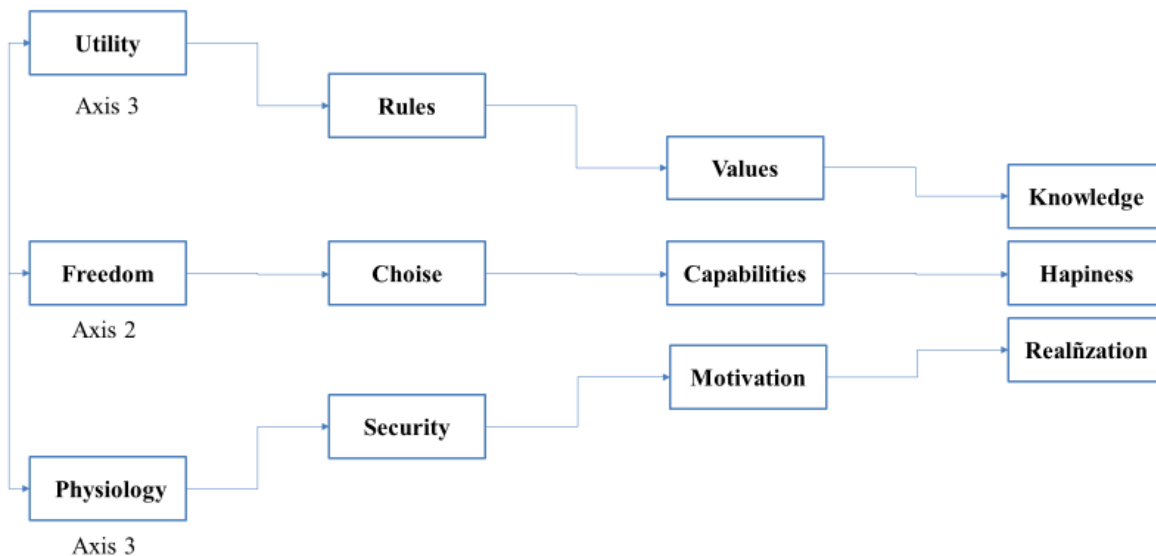 Utility
Axis 3
Rules
Values
Knowledge
Freedom
Axis 2
Choise
Capabilities
Hapiness
Physiology
Axis 3
Security
Motivation
Realñzation